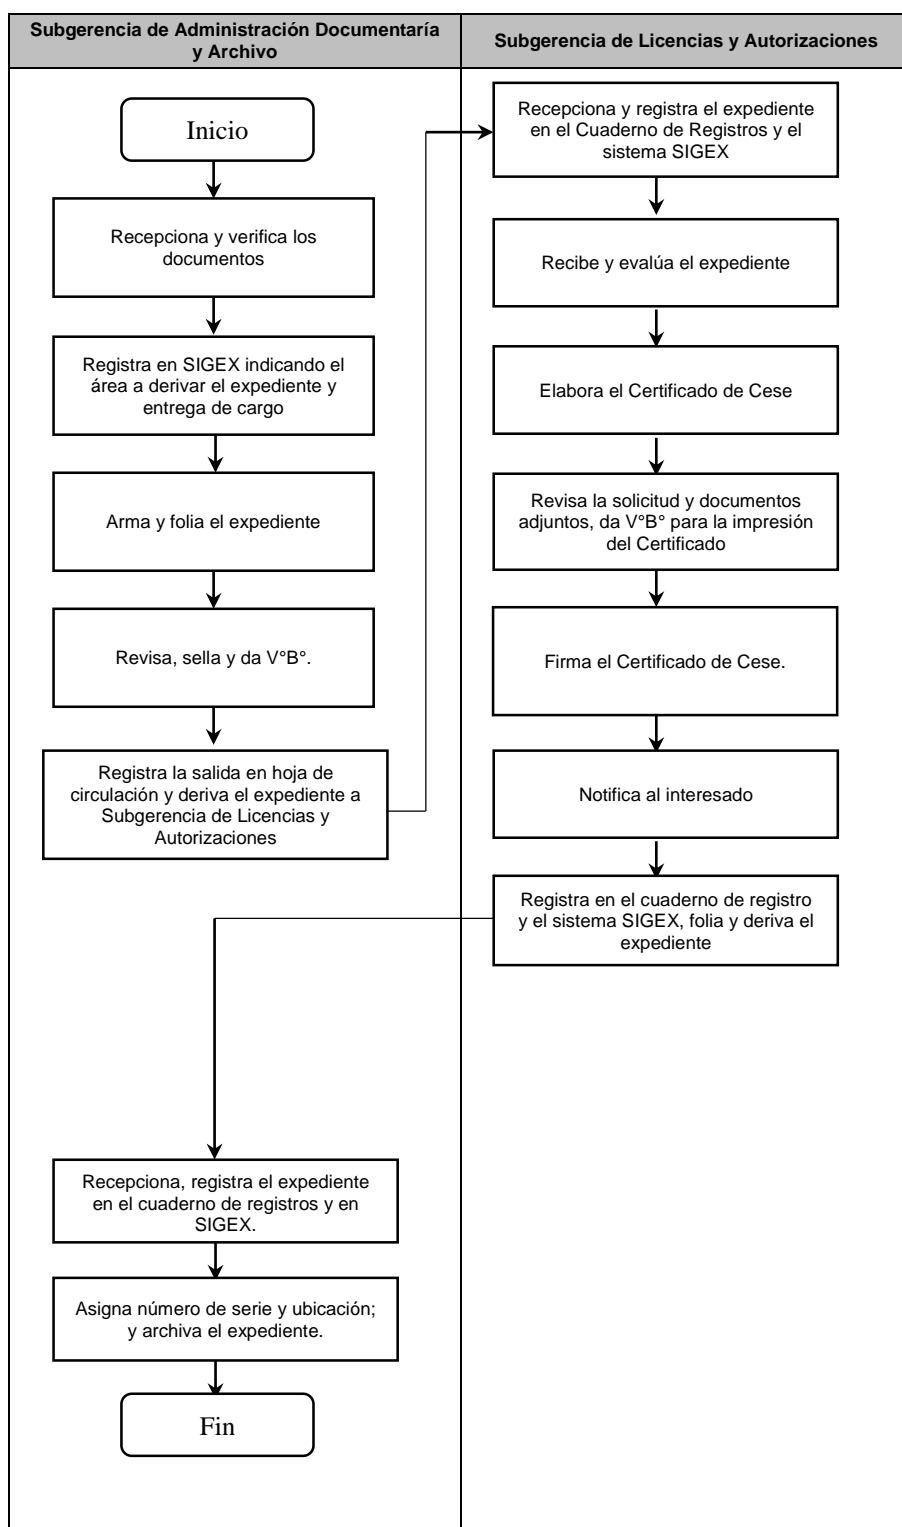 Subgerencia de Administración Documentaría
y Archivo
Subgerencia de Licencias y Autorizaciones
Inicio
Recepciona y verifica los
documentos
Registra en SIGEX indicando el
área a derivar el expediente y
entrega de cargo
Arma y folia el expediente
Revisa, sella y da V°B°.
Registra la salida en hoja de
circulación y deriva el expediente a
Subgerencia de Licencias y
Autorizaciones
Recepciona y registra el expediente
en el Cuaderno de Registros y el
sistema SIGEX
Recibe y evalúa el expediente
Elabora el Certificado de Cese
Revisa la solicitud y documentos
adjuntos, da V°B° para la impresión
del Certificado
Firma el Certificado de Cese.
Notifica al interesado
Registra en el cuaderno de registro
y el sistema SIGEX, folia y deriva el
expediente
Recepciona, registra el expediente
en el cuaderno de registros y en
SIGEX.
Asigna número de serie y ubicación;
y archiva el expediente.
Fin